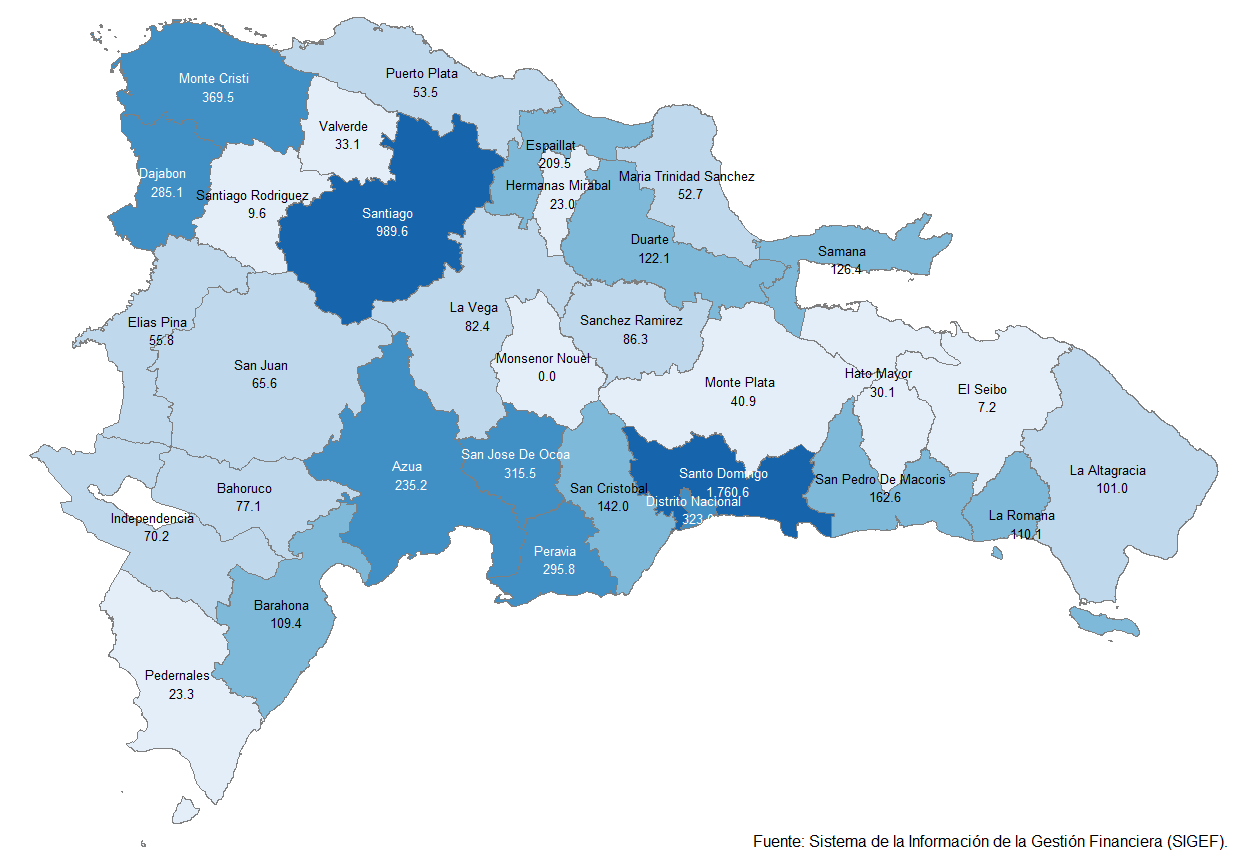 Puerto Plata
53.5
Monte Cristi
369.5
Valverde
33.1
Espaillat
209.5
Dajabon
285.1
Hermanas Mirabal
23.0
Maria Trinidad Sanchez
52.7
Santiago Rodriguez
9.6
Santiago
989.6
Duarte
122.1
Samana
126.4
La Vega
82.4
Elias Pina
55.8
Sanchez Ramirez
86.3
San Juan
65.6
Monsenor Nouel
0.0
Monte Plata
40.9
Hato Mayor
30.1
El Seibo
7.2
San Jose De Ocoa
315.5
Azua
235.2
La Altagracia
101.0
Santo Domingo
1,760.6
San Pedro De Macoris
162.6
Bahoruco
77.1
San Cristobal
142.0
Distrito Nacional
Independencia
70.2
La Romana
110.1
Peravia
295.8
Barahona
109.4
Pedernales
23.3
Fuente: Sistema de la Información de la Gestión Financiera (SIGEF).